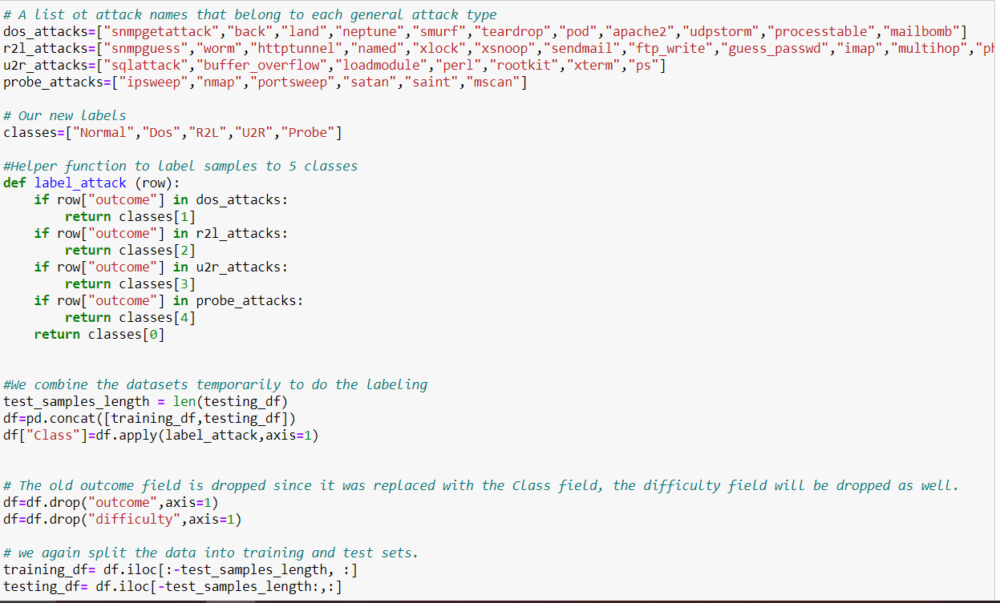 # A list ot attack names that belong to each general attack type
dos_attacks=["snmpgetattack","back","land","neptune","smurf","teardrop","pod","apache2","udpstorm","processtable","mailbomb"]
r2l_attacks=["snmpguess","worm","httptunnel","named","xlock","xsnoop","sendmail","ftp_write","guess_passwd","imap","multihop","ph
u2r_attacks=["sqlattack","buffer_overflow","loadmodule","perl","rootkit","xterm","ps"]
probe_attacks=["ipsweep","nmap","portsweep","satan","saint","mscan"]
# Our new labels
classes=["Normal","Dos","R2L","U2R","Probe"]
#Helper function to label samples to 5 classes
def label_attack (row):
    if row["outcome"] in dos_attacks:
        return classes[1]
    if row["outcome"] in r2l_attacks:
        return classes[2]
    if row["outcome"] in u2r_attacks:
        return classes[3]
    if row["outcome"] in probe_attacks:
        return classes[4]
    return classes[0]
#We combine the datasets temporarily to do the labeling
test_samples_length = len(testing_df)
df=pd.concat([training_df,testing_df])
df["Class"]=df.apply(label_attack,axis=1)
# The old outcome field is dropped since it was replaced with the Class field, the difficulty field will be dropped as well.
df=df.drop("outcome",axis=1)
df=df.drop("difficulty",axis=1)
# we again split the data into training and test sets.
training_df= df.iloc[:-test_samples_length, :]
testing_df= df.iloc[-test_samples_length:,:]